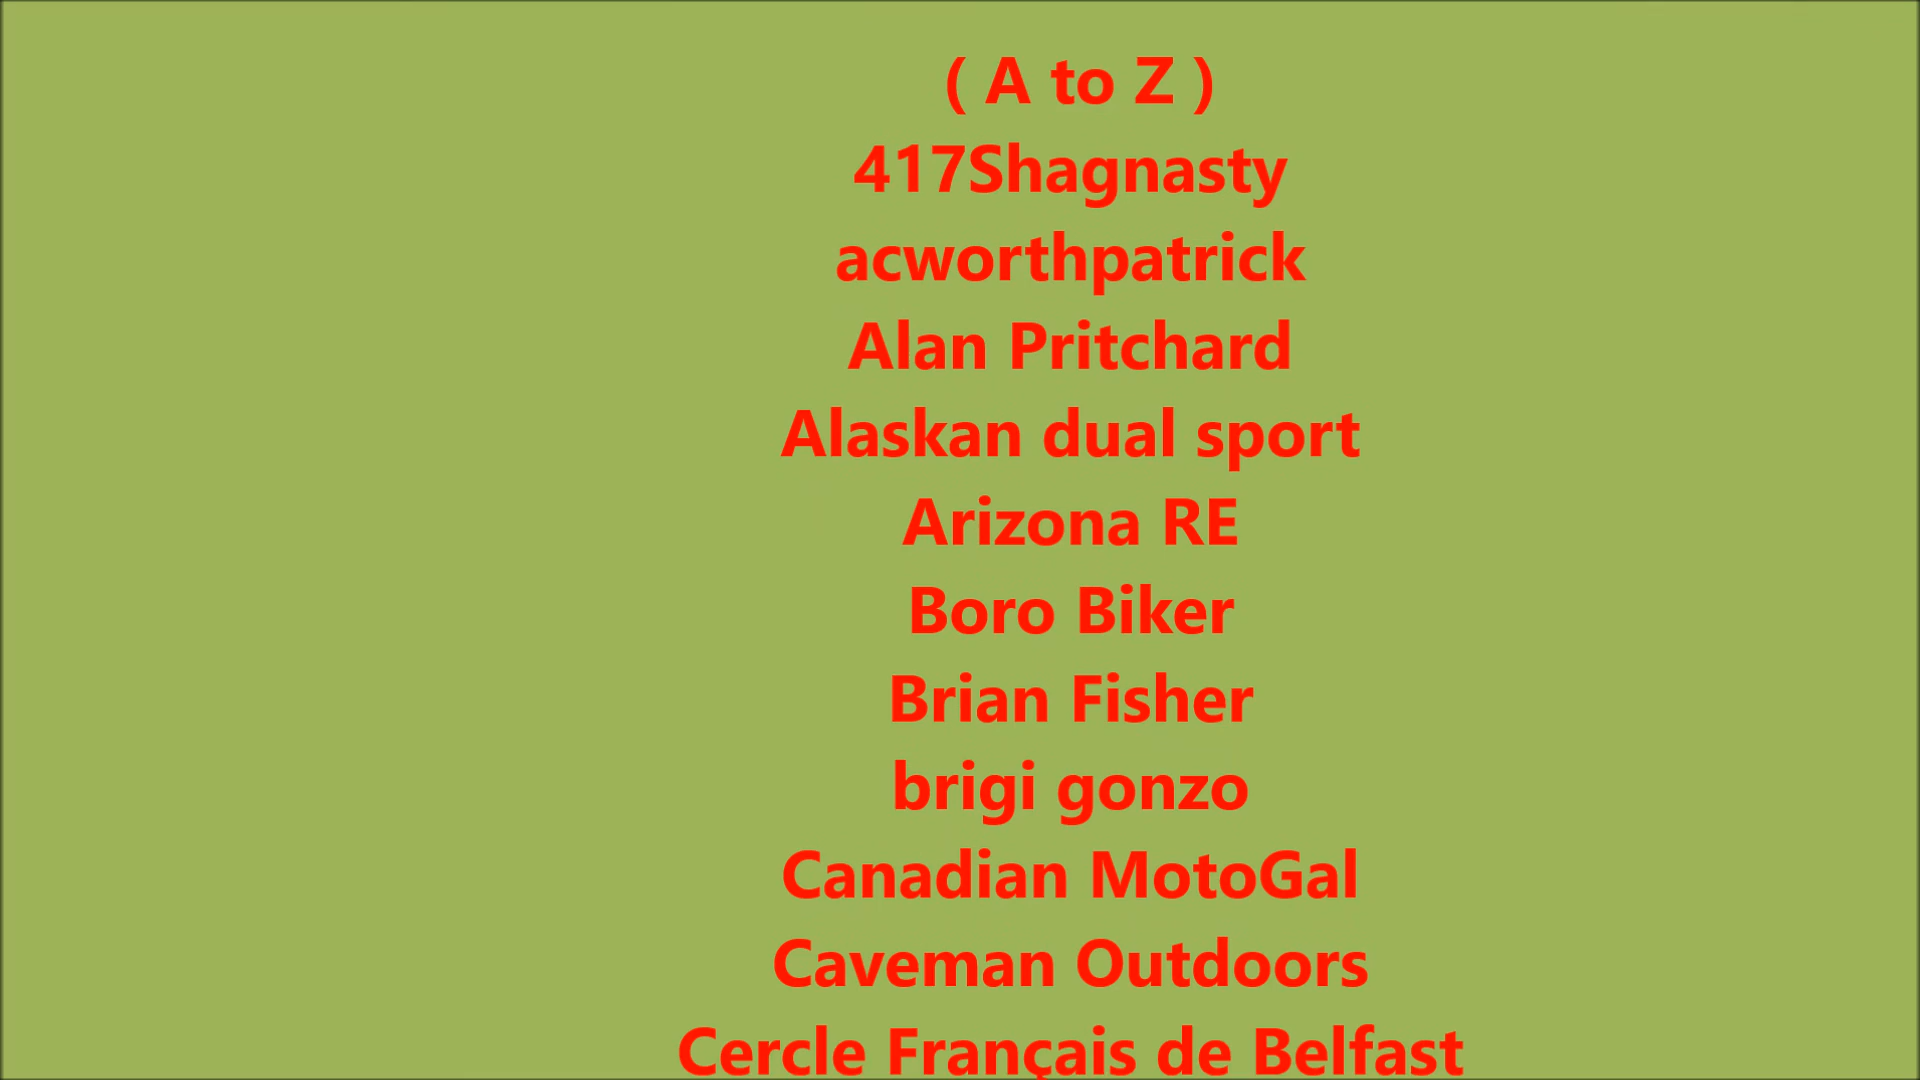 ( A to Z )
417Shagnasty
acworthpatrick
Alan Pritchard
Alaskan dual sport
Arizona RE
Boro Biker
Brian Fisher
brigi gonzo
Canadian MotoGal
Caveman Outdoors
Cercle Français de Belfast